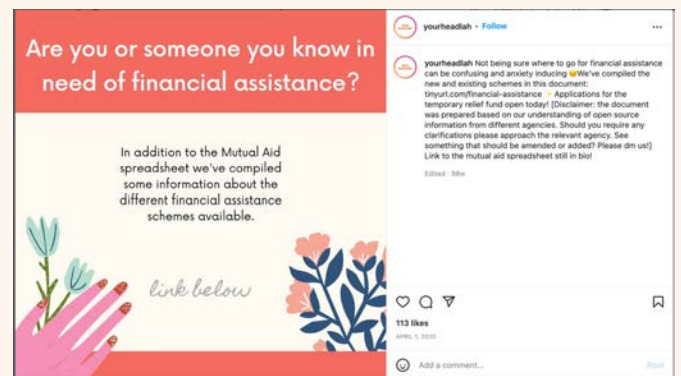 Are you or someone you know in
need of financial assistance?
In addition to the Mutual Aid
spreadsheet we've compiled
some information about the
different financial assistance
schemes available.
link below
yourheadlah • Follow
yourheadlah Not being sure where to go for financial assistance
can be confusing and anxiety inducing 😔We've compiled the
new and existing schemes in this document:
tinyurl.com/financial-assistance ✨ Applications for the
temporary relief fund open today! [Disclaimer: the document
was prepared based on our understanding of open source
information from different agencies. Should you require any
clarifications please approach the relevant agency. See
something that should be amended or added? Please dm us!]
Link to the mutual aid spreadsheet still in bio!
Edited · 98w
113 likes
APRIL 1, 2020
Add a comment...
Post